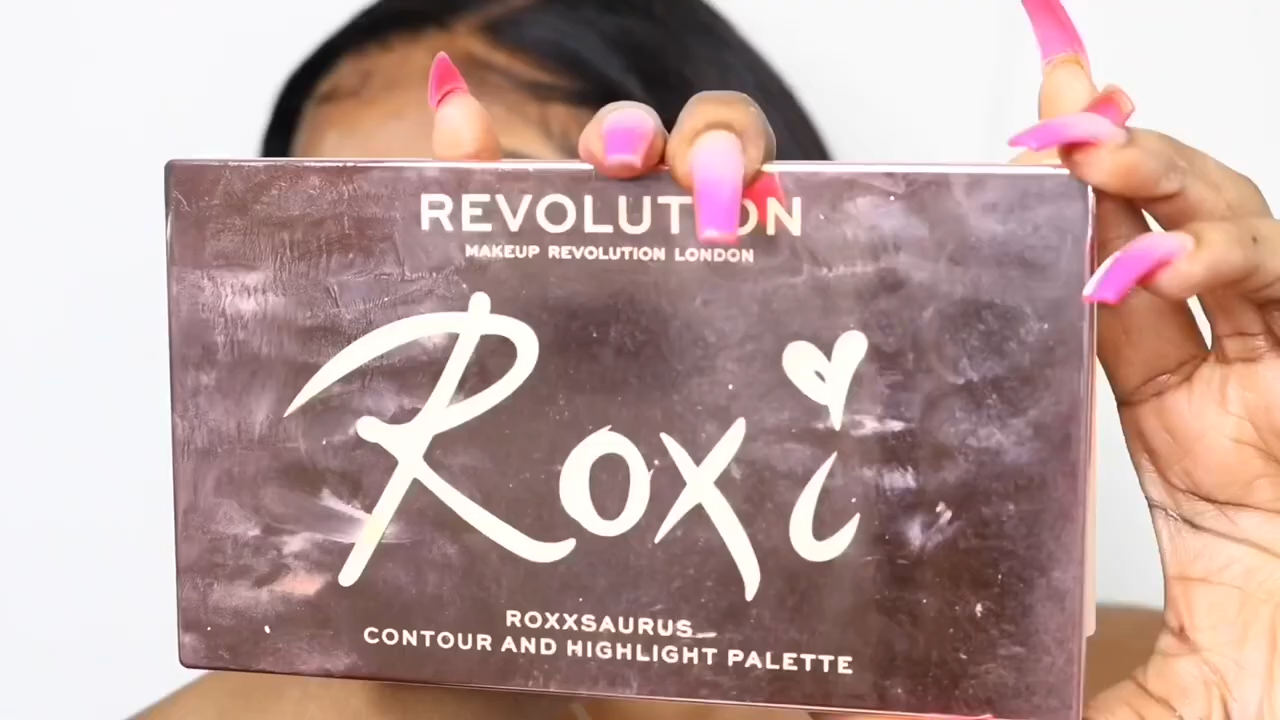 REVOLUTION
MAKEUP REVOLUTION LONDON
Roxi
ROXXSAURUS
CONTOUR AND HIGHLIGHT PALETTE